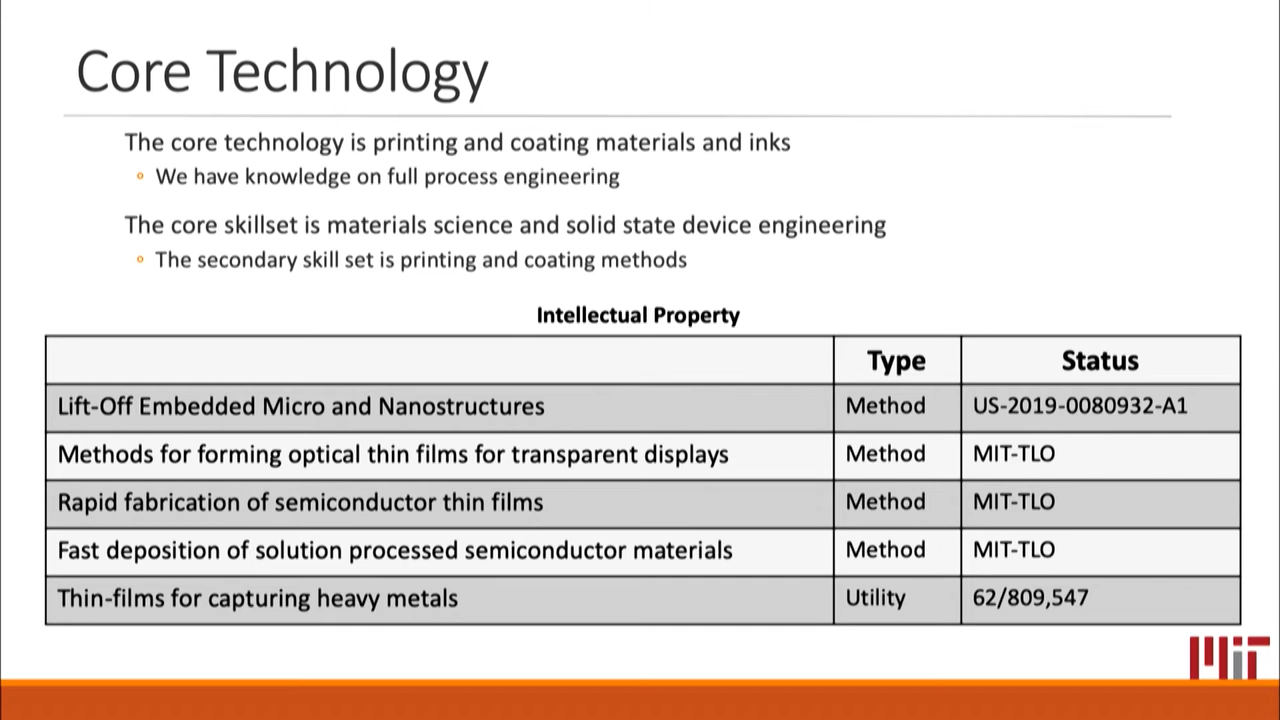 Core Technology
The core technology is printing and coating materials and inks
We have knowledge on full process engineering
The core skillset is materials science and solid state device engineering
The secondary skill set is printing and coating methods
Intellectual Property
Type Status
Lift-Off Embedded Micro and Nanostructures Method US-2019-0080932-A1
Methods for forming optical thin films for transparent displays Method MIT-TLO
Rapid fabrication of semiconductor thin films Method MIT-TLO
Fast deposition of solution processed semiconductor materials Method MIT-TLO
Thin-films for capturing heavy metals Utility 62/809,547
MIT